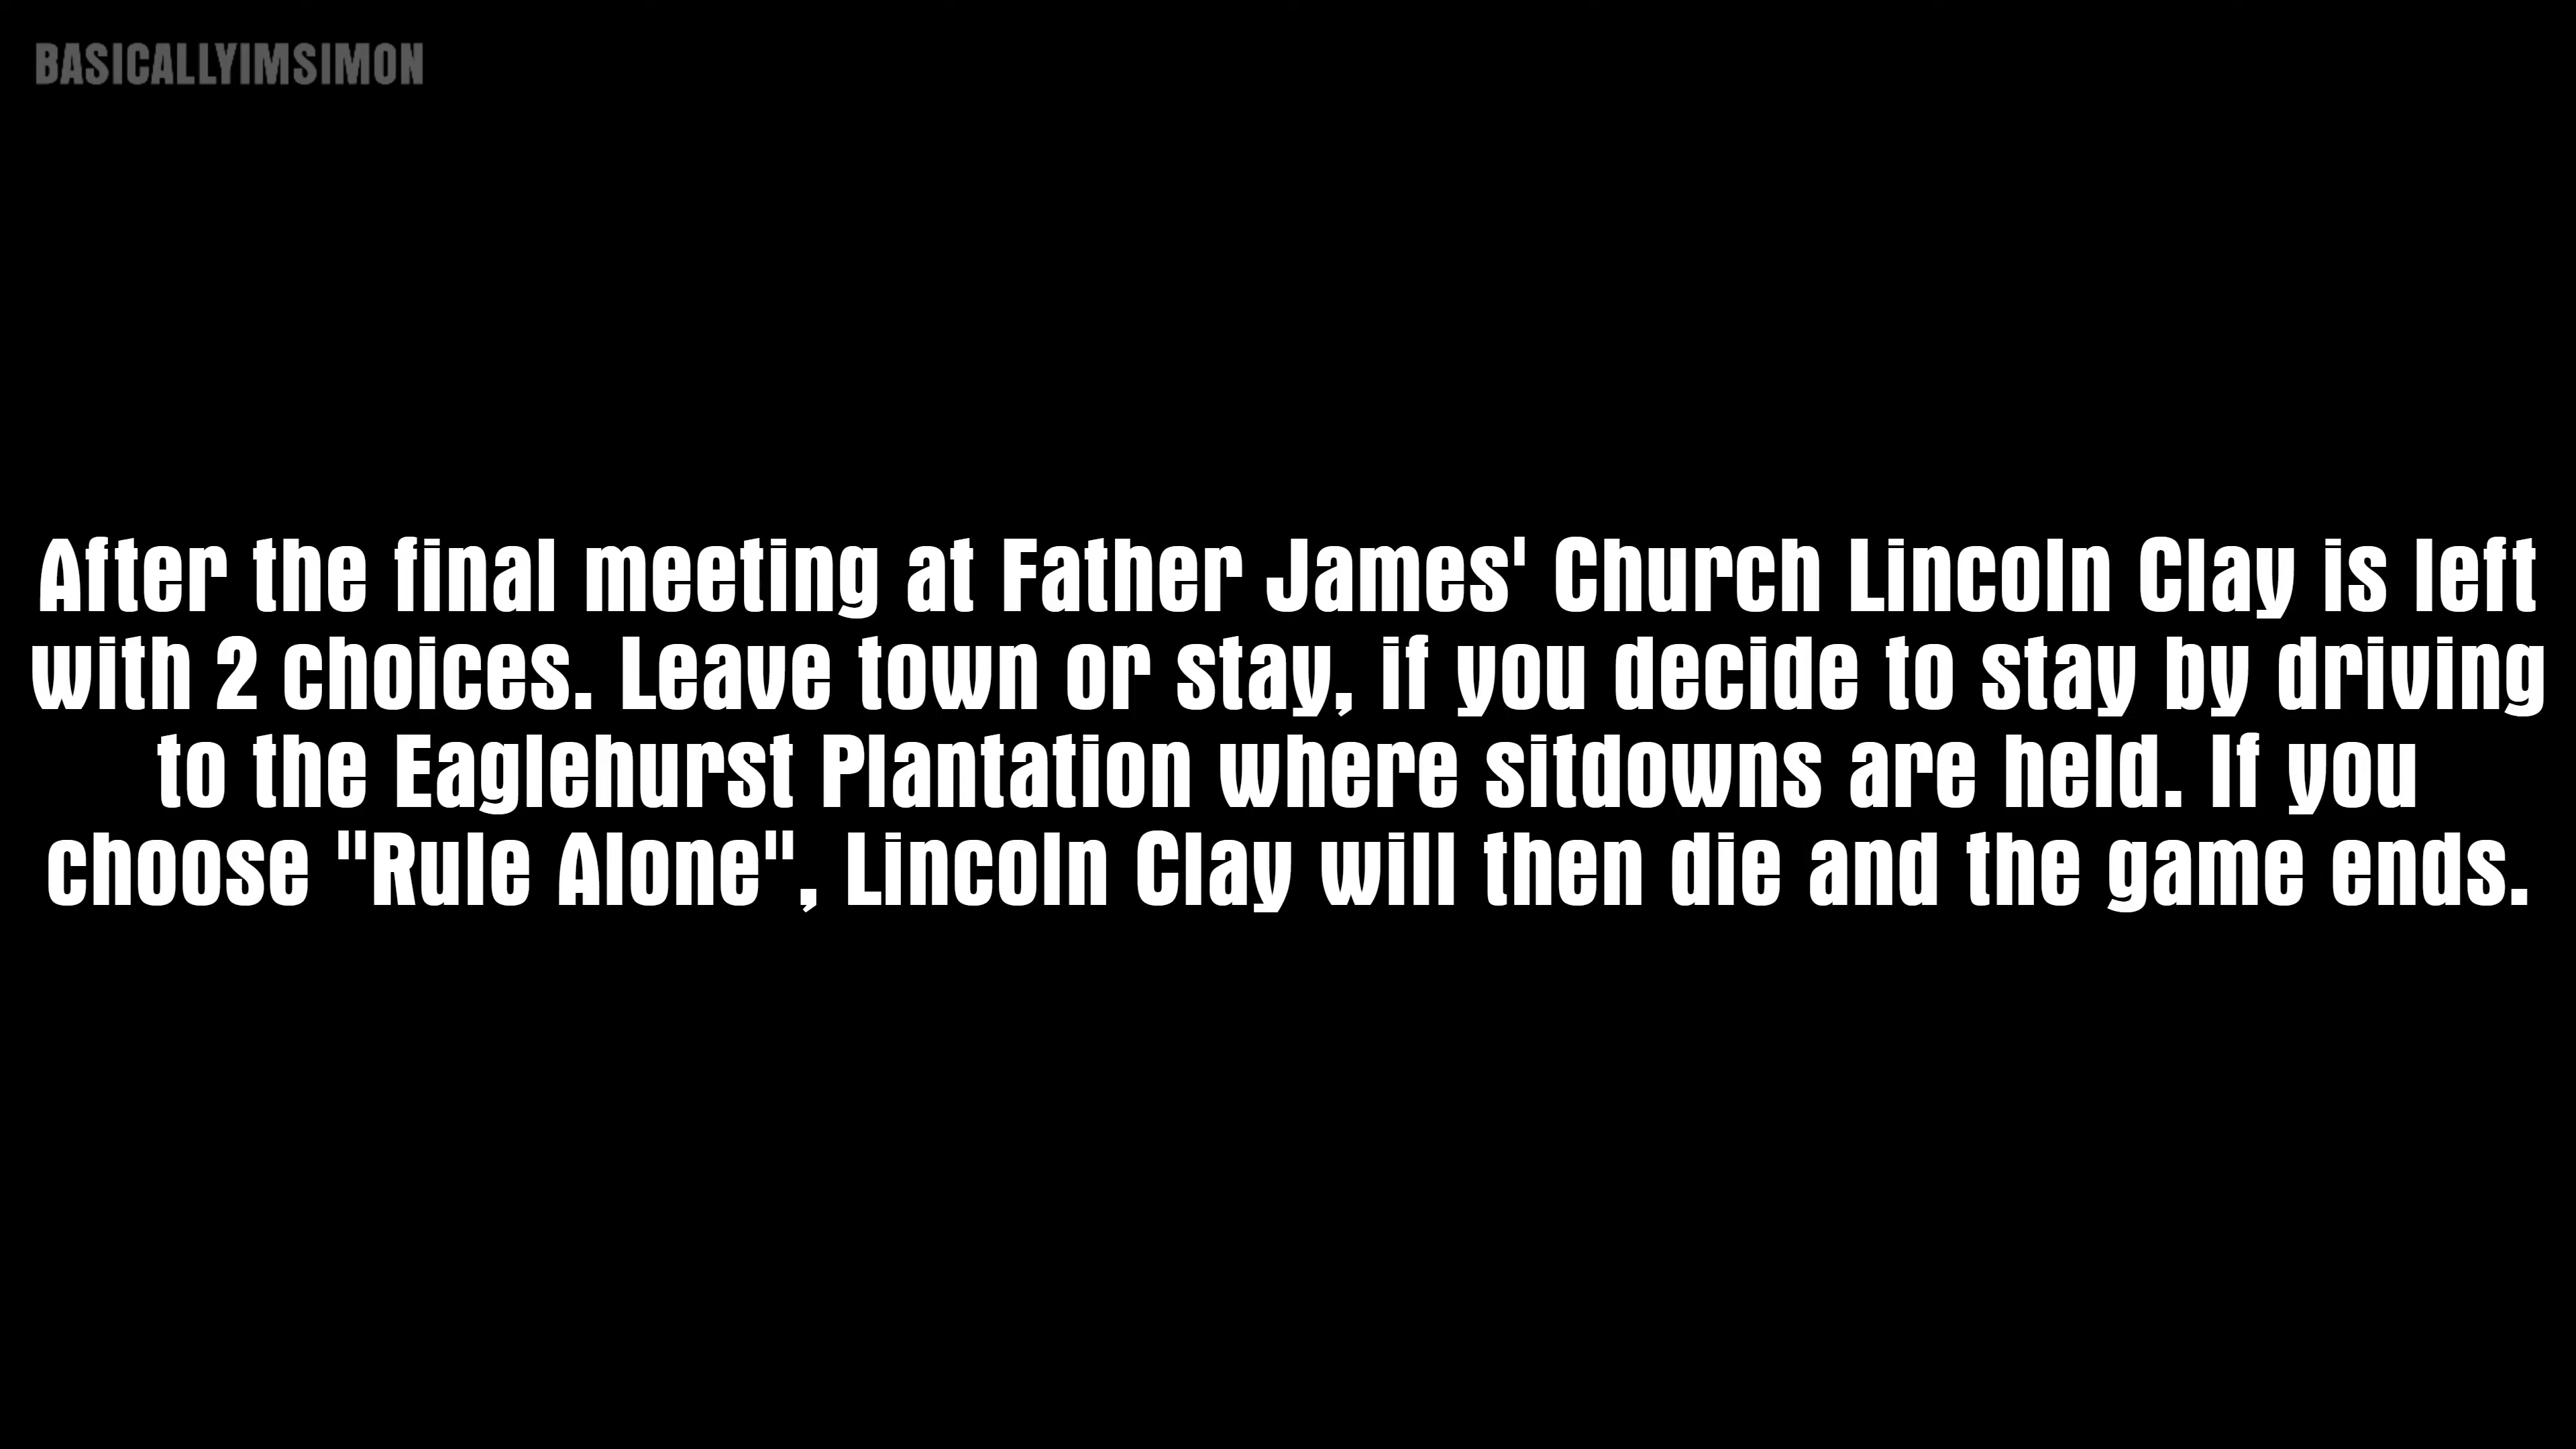 BASICALLYIMSIMON
After the final meeting at Father James' Church Lincoln Clay is left
with 2 choices. Leave town or stay, if you decide to stay by driving
to the Eaglehurst Plantation where sitdowns are held. If you
choose "Rule Alone", Lincoln Clay will then die and the game ends.